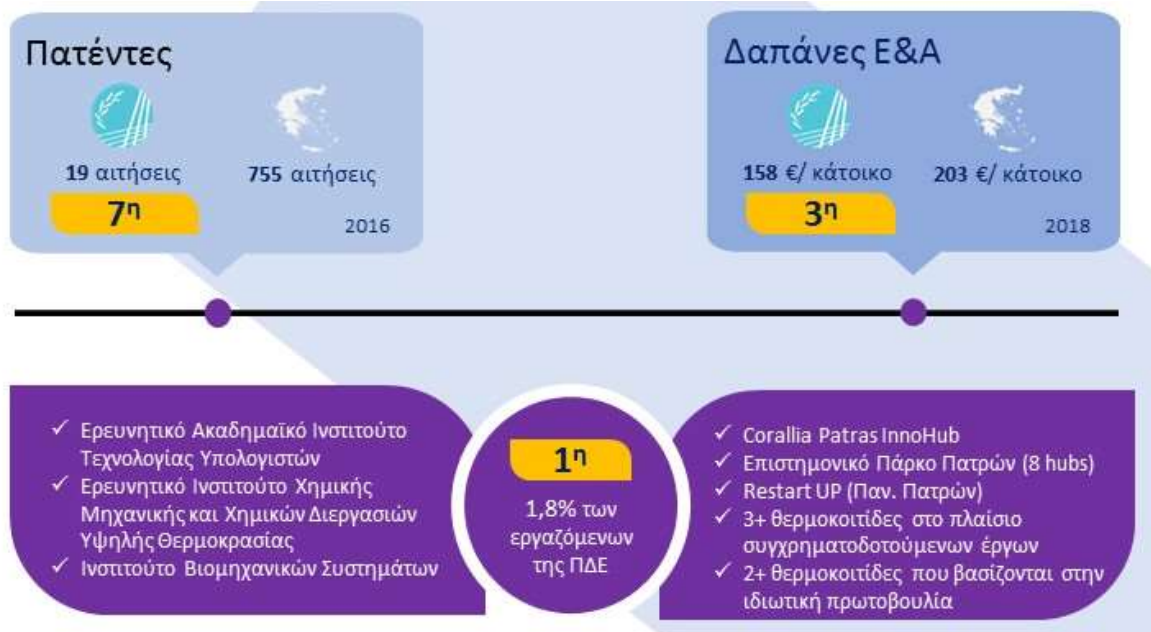 Πατέντες
19 αιτήσεις
755 αιτήσεις
7η
2016
Δαπάνες Ε&Α
158 €/ κάτοικο
203 €/ κάτοικο
3η
2018
✓ Ερευνητικό Ακαδημαϊκό Ινστιτούτο
Τεχνολογίας Υπολογιστών
✓ Ερευνητικό Ινστιτούτο Χημικής
Μηχανικής και Χημικών Διεργασιών
Υψηλής Θερμοκρασίας
✓ Ινστιτούτο Βιομηχανικών Συστημάτων
1η
1,8% των
εργαζόμενων
της ΠΔΕ
✓ Corallia Patras InnoHub
✓ Επιστημονικό Πάρκο Πατρών (8 hubs)
✓ Restart UP (Παν. Πατρών)
✓ 3+ θερμοκοιτίδες στο πλαίσιο
συγχρηματοδοτούμενων έργων
✓ 2+ θερμοκοιτίδες που βασίζονται στην
ιδιωτική πρωτοβουλία